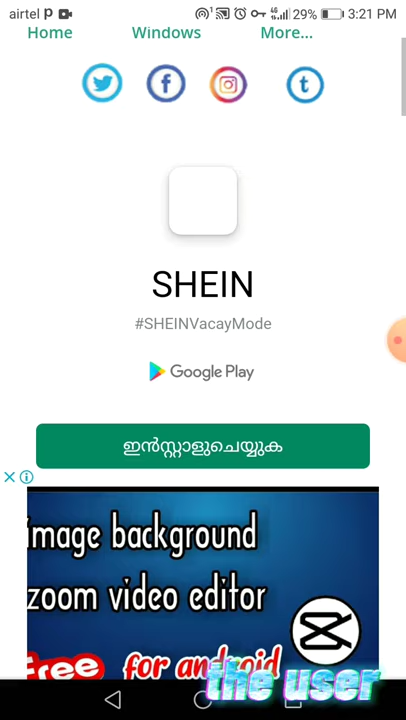 airtel 29% 3:21 PM
Home Windows More...
SHEIN
#SHEINVacayMode
Google Play
ഇൻസ്റ്റാളുചെയ്യുക
image background
zoom video editor
Free for android
the user